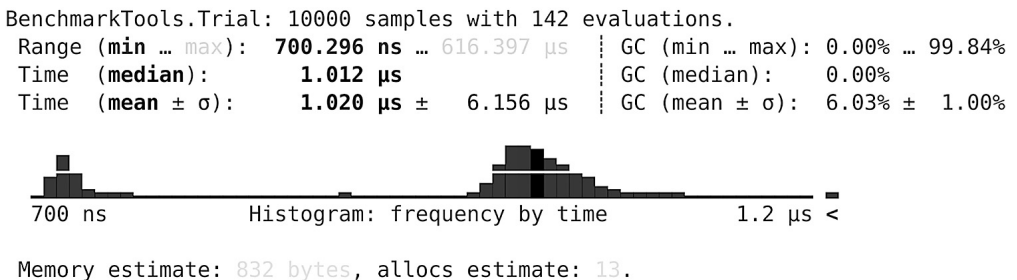 BenchmarkTools.Trial: 10000 samples with 142 evaluations.
Range (min … max): 700.296 ns … 616.397 μs ┊ GC (min … max): 0.00% … 99.84%
Time (median): 1.012 μs ┊ GC (median): 0.00%
Time (mean ± σ): 1.020 μs ± 6.156 μs ┊ GC (mean ± σ): 6.03% ± 1.00%
700 ns Histogram: frequency by time 1.2 μs <
Memory estimate: 832 bytes, allocs estimate: 13.